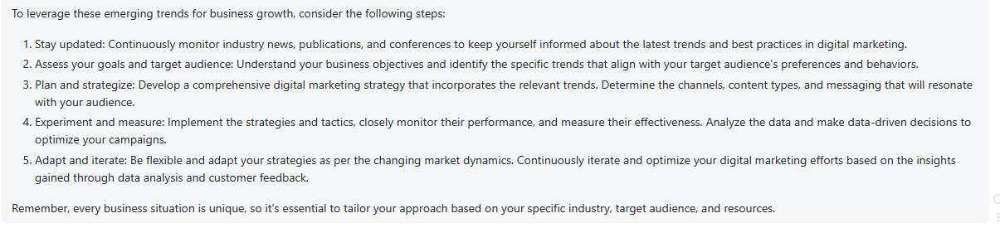 To leverage these emerging trends for business growth, consider the following steps:
1. Stay updated: Continuously monitor industry news, publications, and conferences to keep yourself informed about the latest trends and best practices in digital marketing.
2. Assess your goals and target audience: Understand your business objectives and identify the specific trends that align with your target audience's preferences and behaviors.
3. Plan and strategize: Develop a comprehensive digital marketing strategy that incorporates the relevant trends. Determine the channels, content types, and messaging that will resonate
with your audience.
4. Experiment and measure: Implement the strategies and tactics, closely monitor their performance, and measure their effectiveness. Analyze the data and make data-driven decisions to
optimize your campaigns.
5. Adapt and iterate: Be flexible and adapt your strategies as per the changing market dynamics. Continuously iterate and optimize your digital marketing efforts based on the insights
gained through data analysis and customer feedback.
Remember, every business situation is unique, so it's essential to tailor your approach based on your specific industry, target audience, and resources.